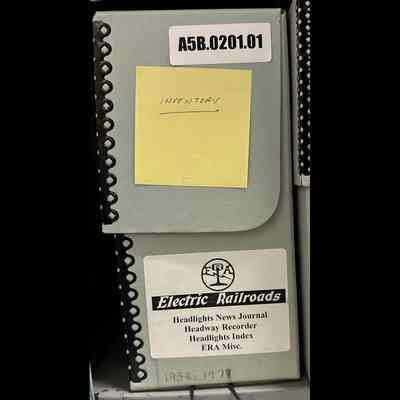 A5B.0201.01
INVENTORY
ERA
Electric Railroads
Headlights News Journal
Headway Recorder
Headlights Index
ERA Misc.